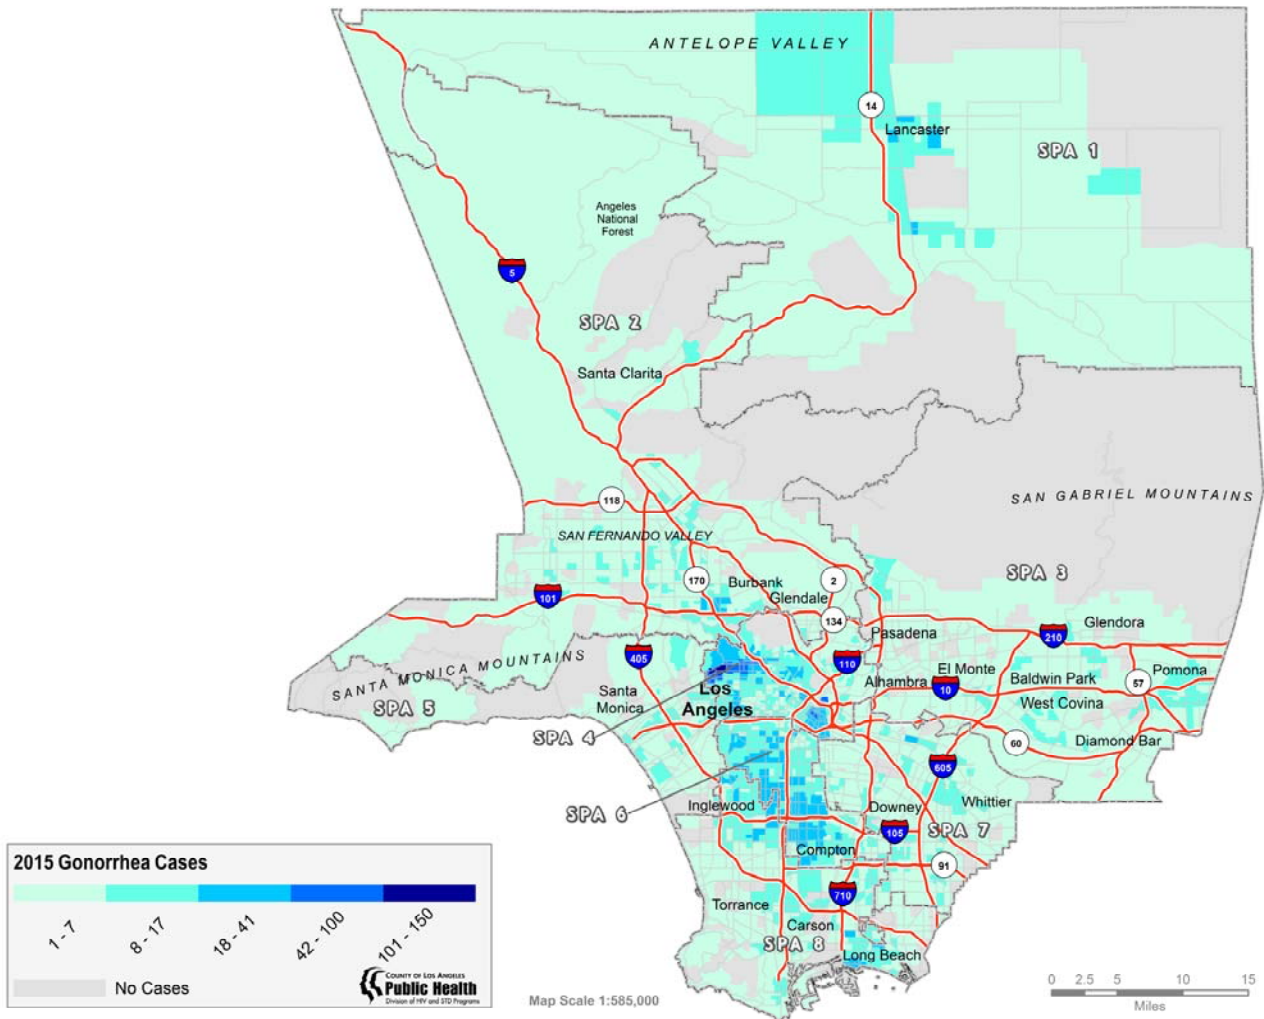 ANTELOPE VALLEY
14
Lancaster
SPA 1
Angeles
National
Forest
5
SPA 2
Santa Clarita
118
SAN GABRIEL MOUNTAINS
SAN FERNANDO VALLEY
SPA 3
170
Burbank
2
101
Glendale
134
Glendora
Pasadena
210
405
110
SANTA MONICA MOUNTAINS
El Monte
Pomona
Alhambra
10
Baldwin Park
57
Santa
Monica
Los
Angeles
West Covina
SPA 5
SPA 4
60
Diamond Bar
605
SPA 6
Inglewood
Downey
Whittier
105
SPA 7
Compton
91
710
Torrance
Carson
SPA 8
Long Beach
2015 Gonorrhea Cases
1 - 7
8 - 17
18 - 41
42 - 100
101 - 150
No Cases
COUNTY OF LOS ANGELES
Public Health
Division of HIV and STD Programs
Map Scale 1:585,000
0 2.5 5 10 15
Miles